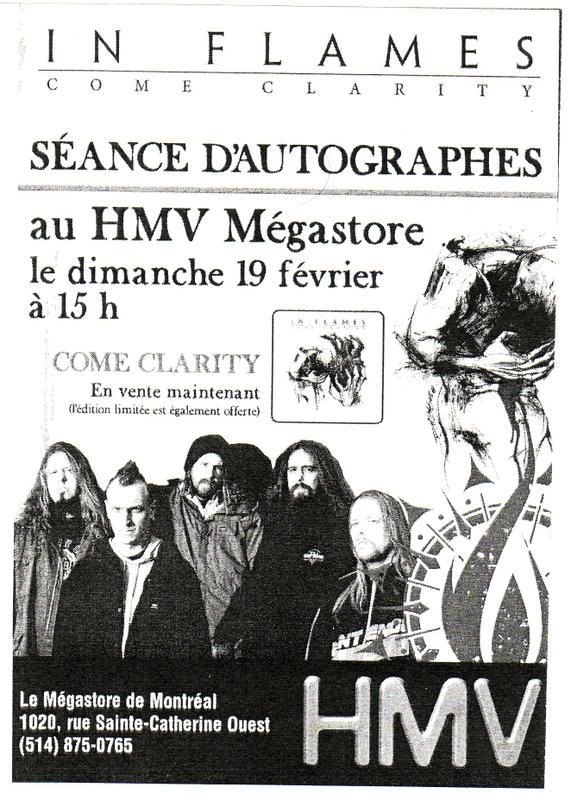 IN FLAMES
COME CLARITY
SÉANCE D'AUTOGRAPHES
au HMV Mégastore
le dimanche 19 février
à 15 h
IN FLAMES
COME CLARITY
En vente maintenant
(l'édition limitée est également offerte)
Le Mégastore de Montréal
1020, rue Sainte-Catherine Ouest
(514) 875-0765
HMV